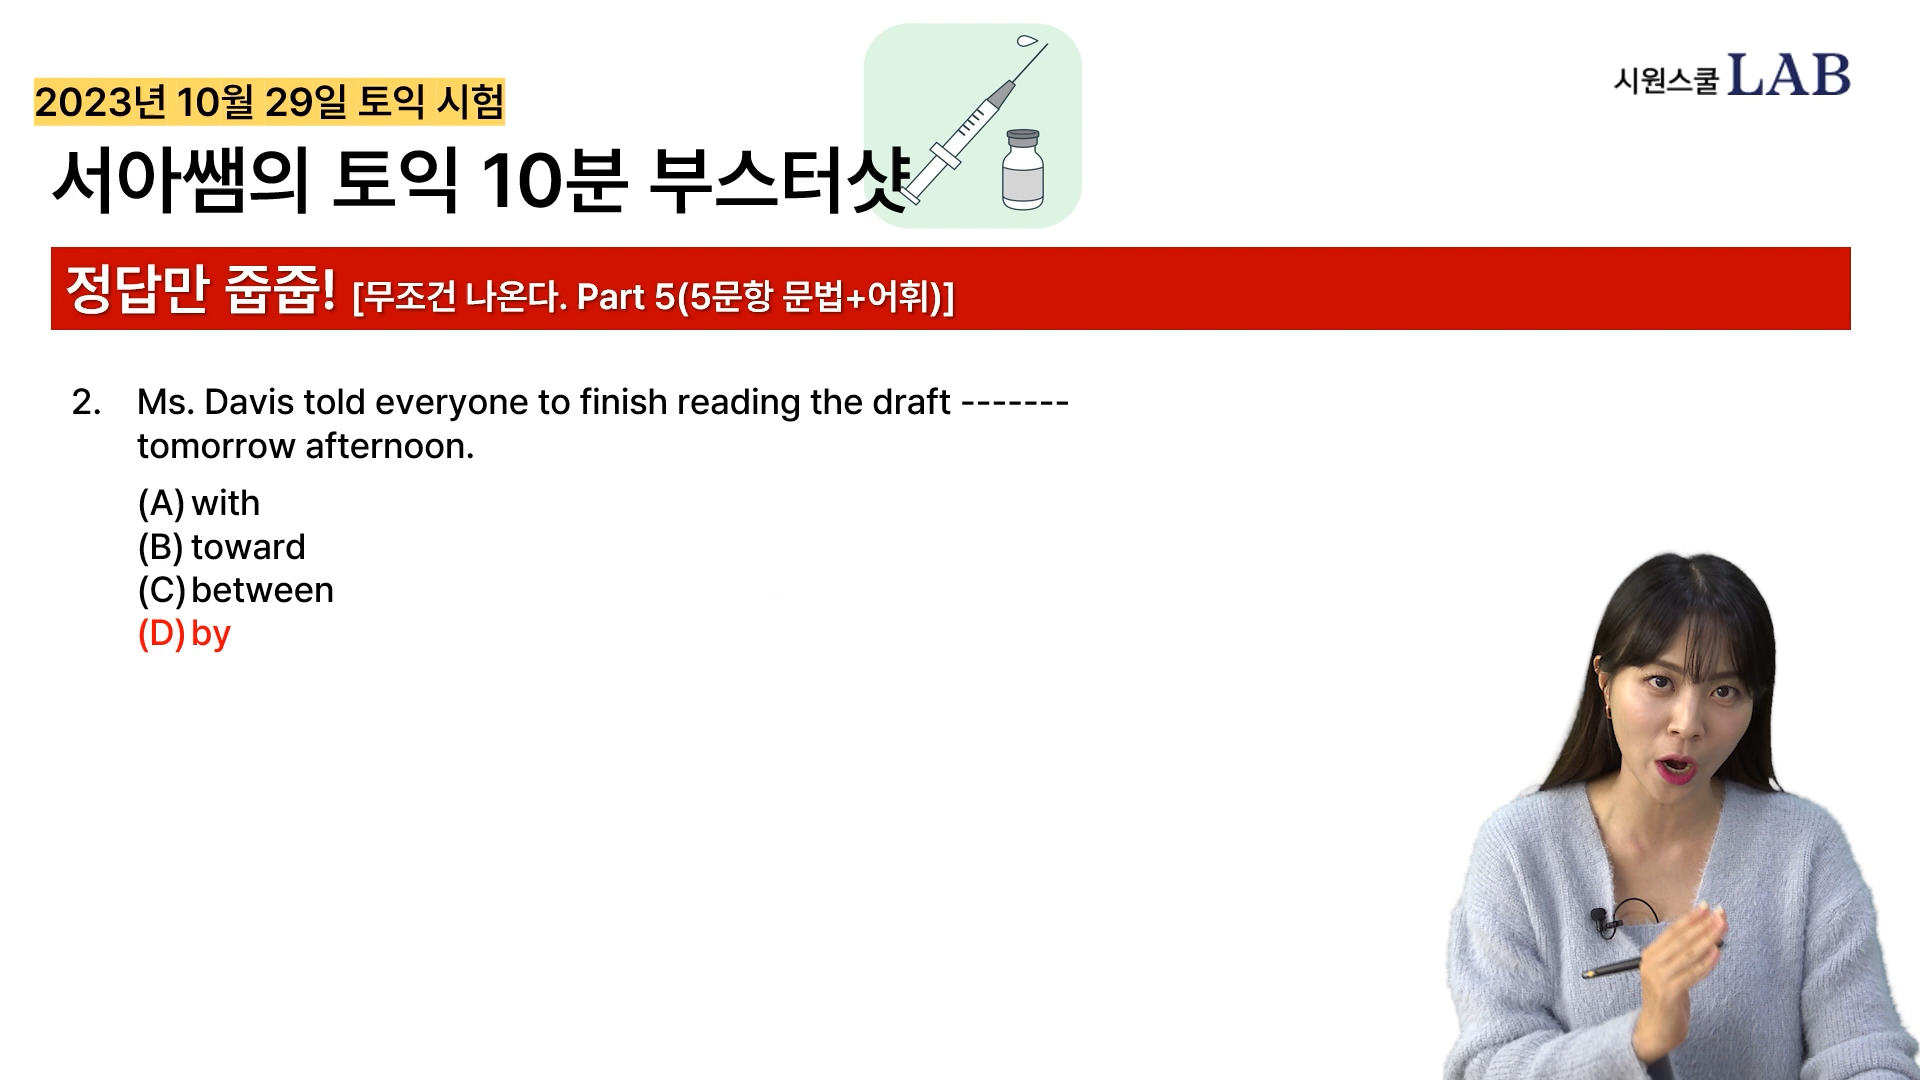 2023년 10월 29일 토익 시험
시원스쿨 LAB
서아쌤의 토익 10분 부스터샷
정답만 줍줍! [무조건 나온다. Part 5(5문항 문법+어휘)]
2. Ms. Davis told everyone to finish reading the draft -------
tomorrow afternoon.
(A) with
(B) toward
(C) between
(D) by